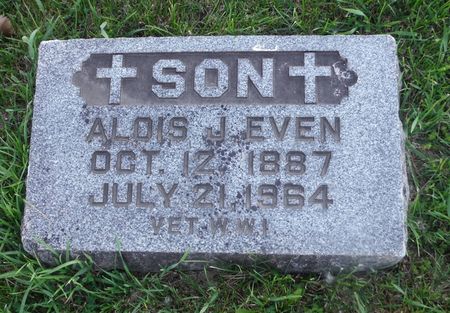 SON
ALOIS J. EVEN
OCT. 12, 1887
JULY 21, 1964
VET. W.W. I